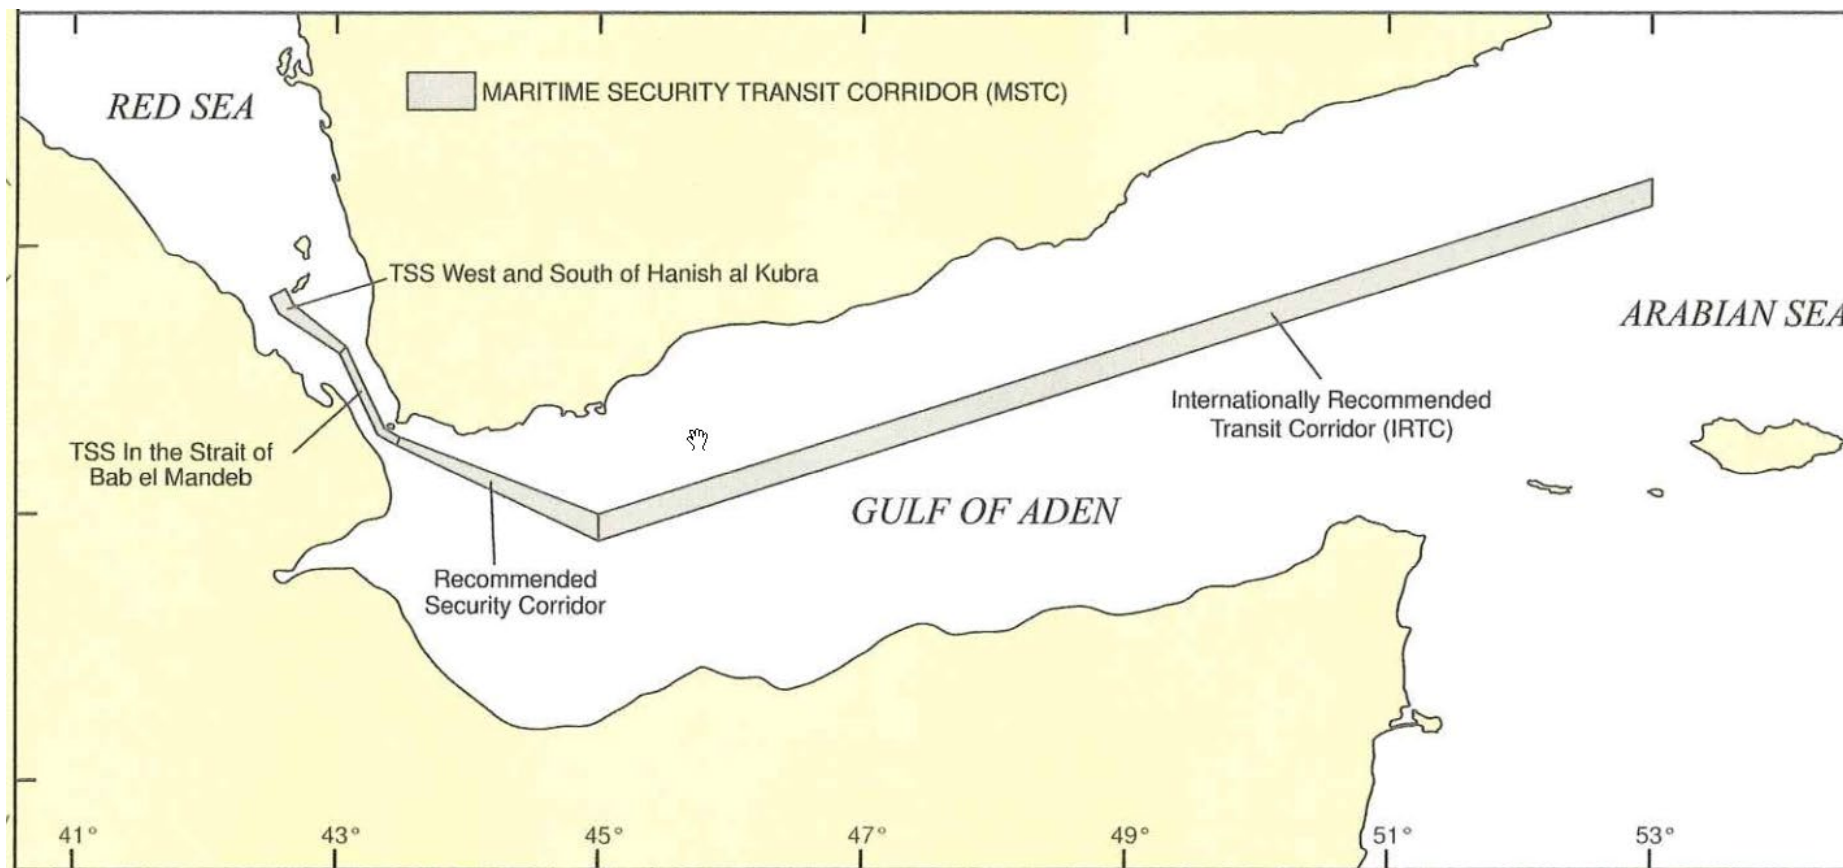 MARITIME SECURITY TRANSIT CORRIDOR (MSTC)
RED SEA
TSS West and South of Hanish al Kubra
ARABIAN SEA
Internationally Recommended
Transit Corridor (IRTC)
TSS In the Strait of
Bab el Mandeb
GULF OF ADEN
Recommended
Security Corridor
41° 43° 45° 47° 49° 51° 53°